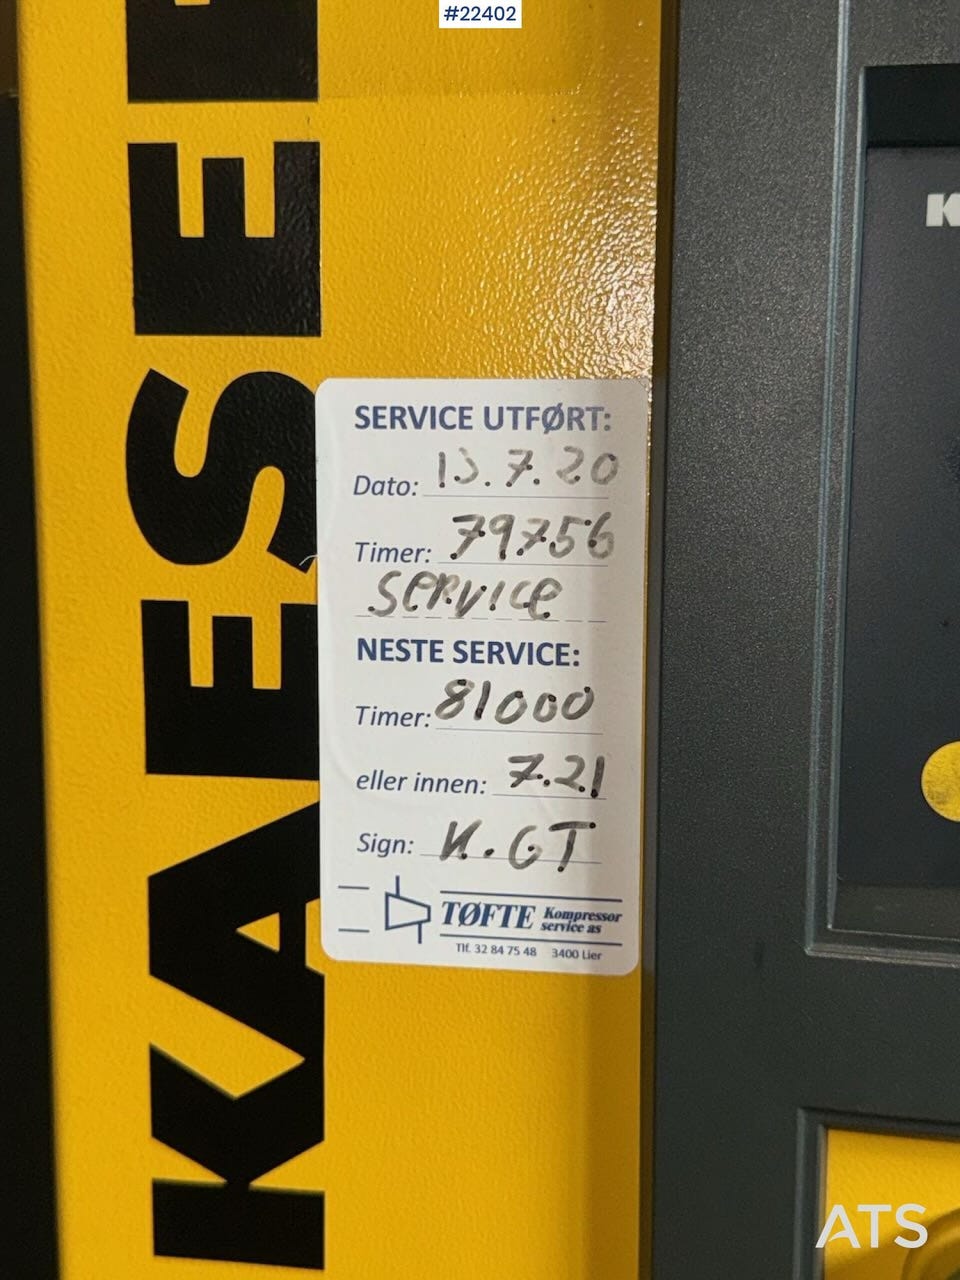 #22402
KAESE
SERVICE UTFØRT:
Dato: 13.7.20
Timer: 79756
SERVICE
NESTE SERVICE:
Timer: 81000
eller innen: 7.21
Sign: K.GT
TØFTE Kompressor
service as
Tlf. 32 84 75 48 3400 Lier
ATS